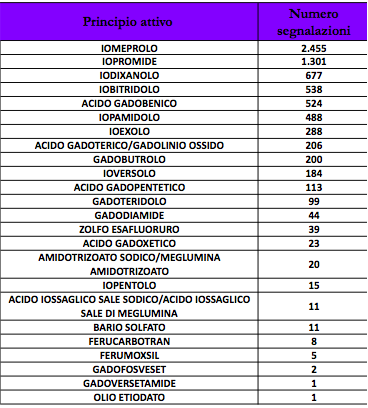 Principio attivo Numero
segnalazioni
IOMEPROLO 2.455
IOPROMIDE 1.301
IODIXANOLO 677
IOBITRIDOLO 538
ACIDO GADOBENICO 524
IOPAMIDOLO 488
IOEXOLO 288
ACIDO GADOTERICO/GADOLINIO OSSIDO 206
GADOBUTROLO 200
IOVERSOLO 184
ACIDO GADOPENTETICO 113
GADOTERIDOLO 99
GADODIAMIDE 44
ZOLFO ESAFLUORURO 39
ACIDO GADOXETICO 23
AMIDOTRIZOATO SODICO/MEGLUMINA
AMIDOTRIZOATO 20
IOPENTOLO 15
ACIDO IOSSAGLICO SALE SODICO/ACIDO IOSSAGLICO
SALE DI MEGLUMINA 11
BARIO SOLFATO 11
FERUCARBOTRAN 8
FERUMOXSIL 5
GADOFOSVESET 2
GADOVERSETAMIDE 1
OLIO ETIODATO 1